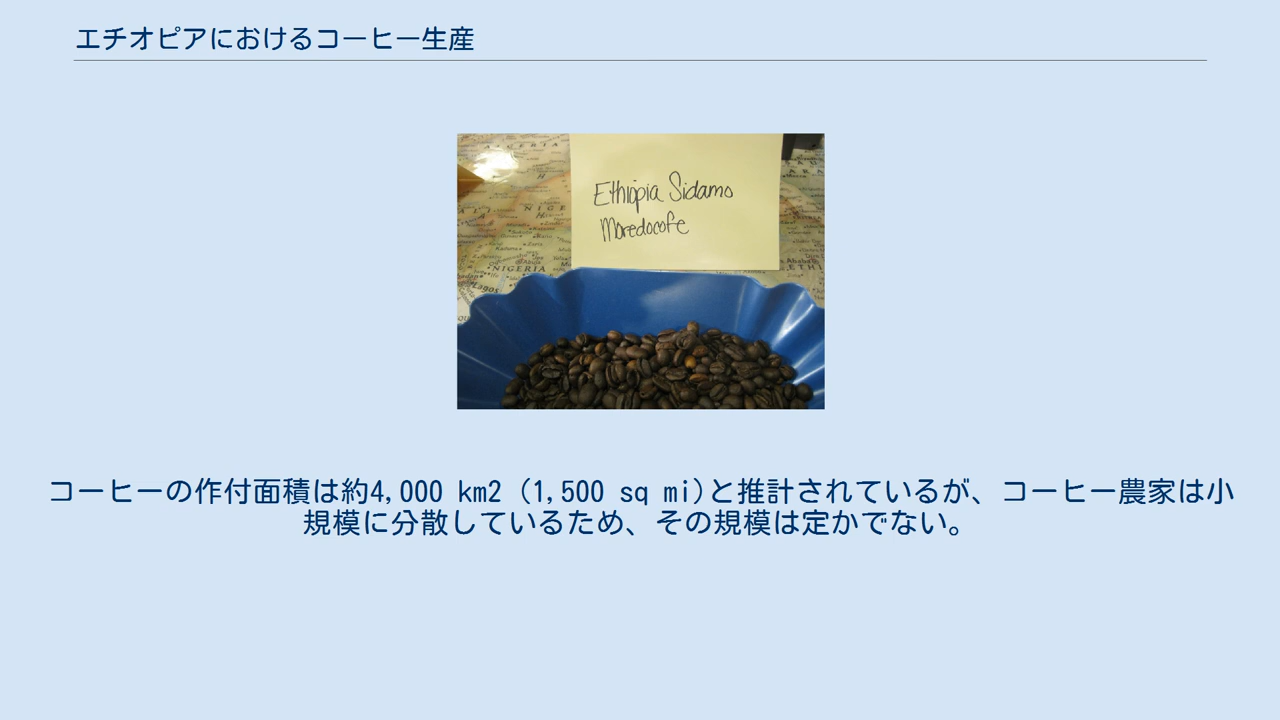 エチオピアにおけるコーヒー生産
Ethiopia Sidamo
Moredocofe
NIGERIA
Lagos
コーヒーの作付面積は約4,000 km2 (1,500 sq mi)と推計されているが、コーヒー農家は小
規模に分散しているため、その規模は定かでない。